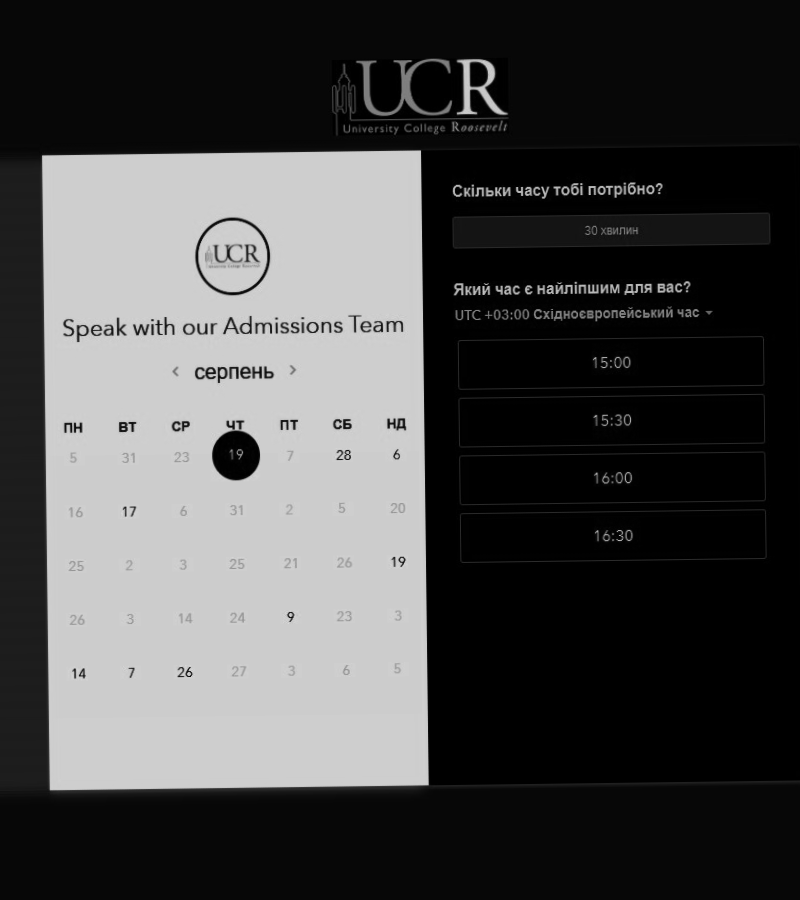 UCR
University College Roosevelt
UCR
University College Roosevelt
Speak with our Admissions Team
серпень
ПН ВТ СР ЧТ ПТ СБ НД
5 31 23 19 7 28 6
16 17 6 31 2 5 20
25 2 3 25 21 26 19
26 3 14 24 9 23 3
14 7 26 27 3 6 5
Скільки часу тобі потрібно?
30 хвилин
Який час є найліпшим для вас?
UTC +03:00 Східноєвропейський час
15:00
15:30
16:00
16:30